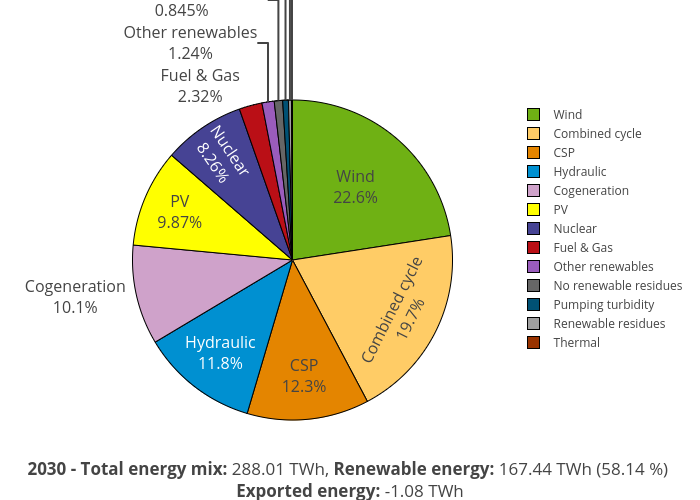 0.845%
Other renewables
1.24%
Fuel & Gas
2.32%
Wind
22.6%
Combined cycle
19.7%
CSP
12.3%
Hydraulic
11.8%
Cogeneration
10.1%
PV
9.87%
Nuclear
8.26%
Wind
Combined cycle
CSP
Hydraulic
Cogeneration
PV
Nuclear
Fuel & Gas
Other renewables
No renewable residues
Pumping turbidity
Renewable residues
Thermal
2030 - Total energy mix: 288.01 TWh, Renewable energy: 167.44 TWh (58.14 %)
Exported energy: -1.08 TWh